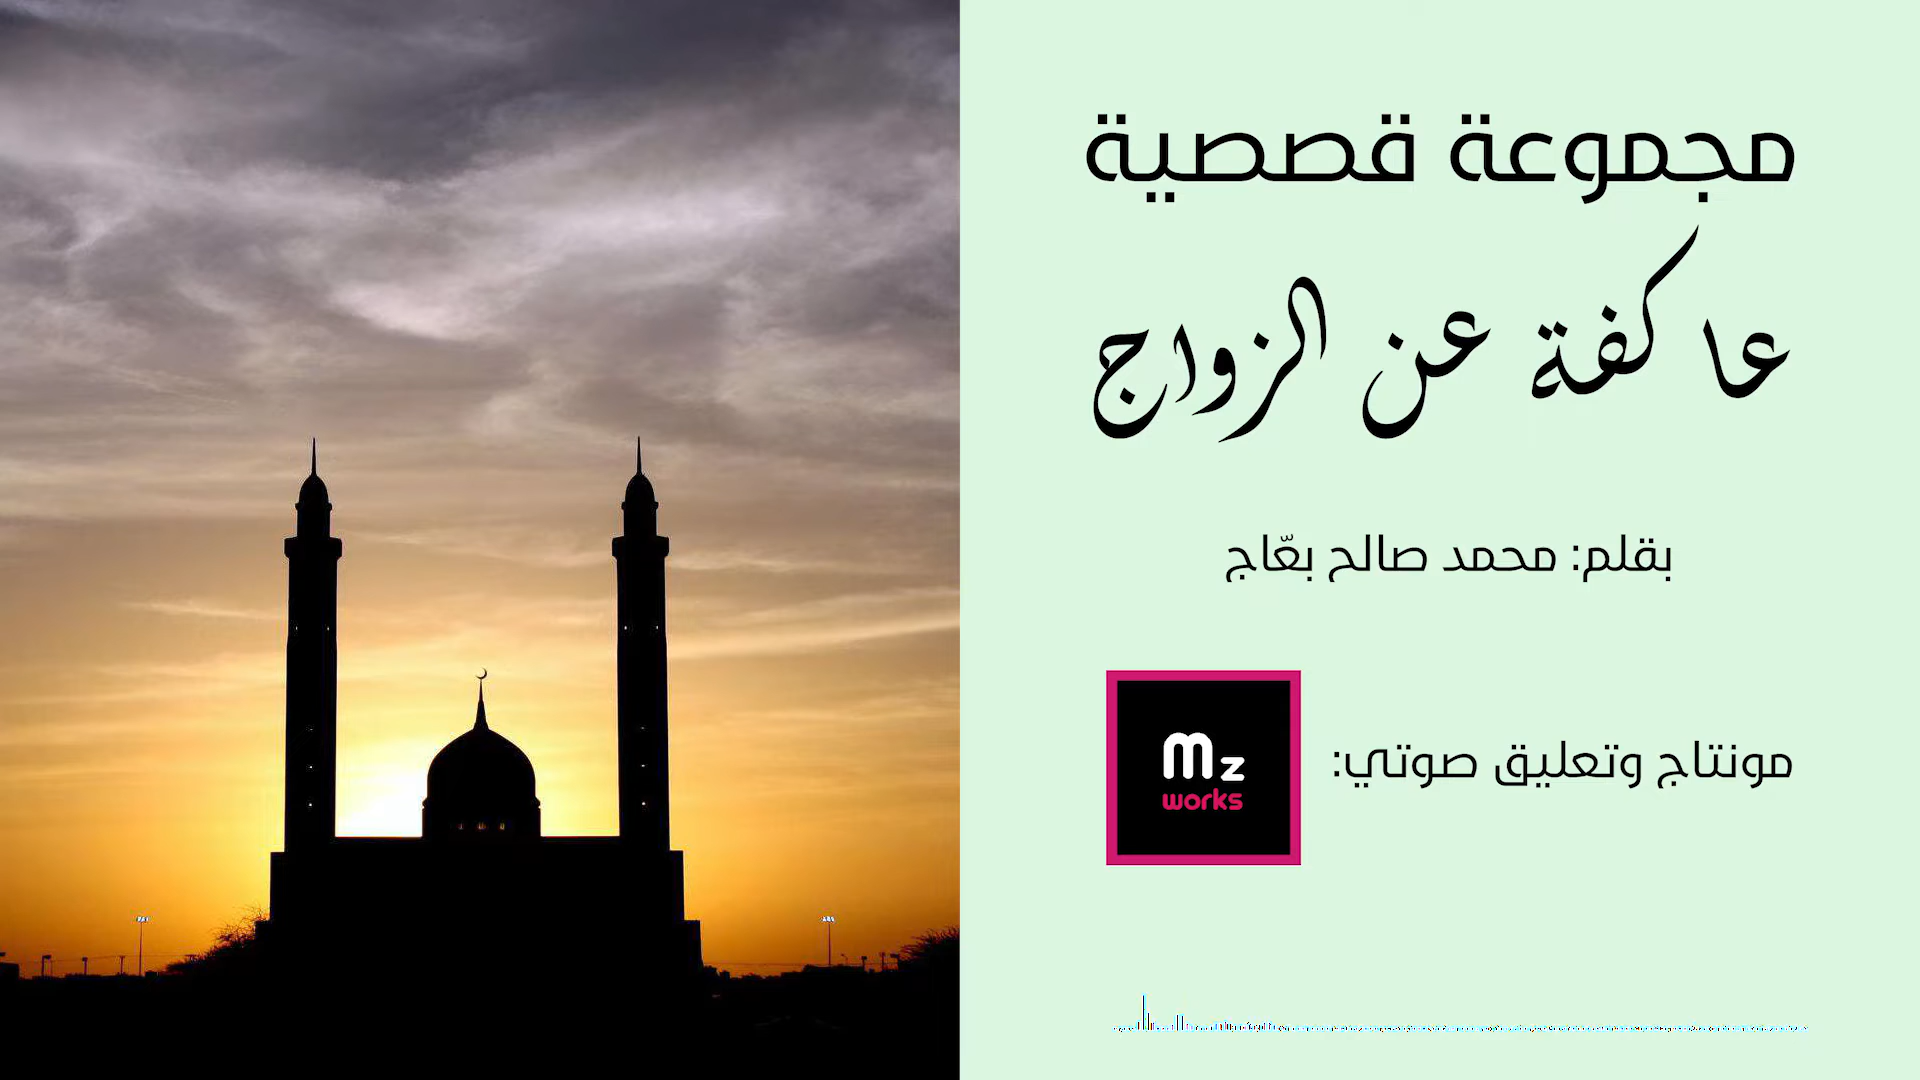 مجموعة قصصية
عاكفة عن الزواج
بقلم: محمد صالح بعّاج
مونتاج وتعليق صوتي:
mz
works